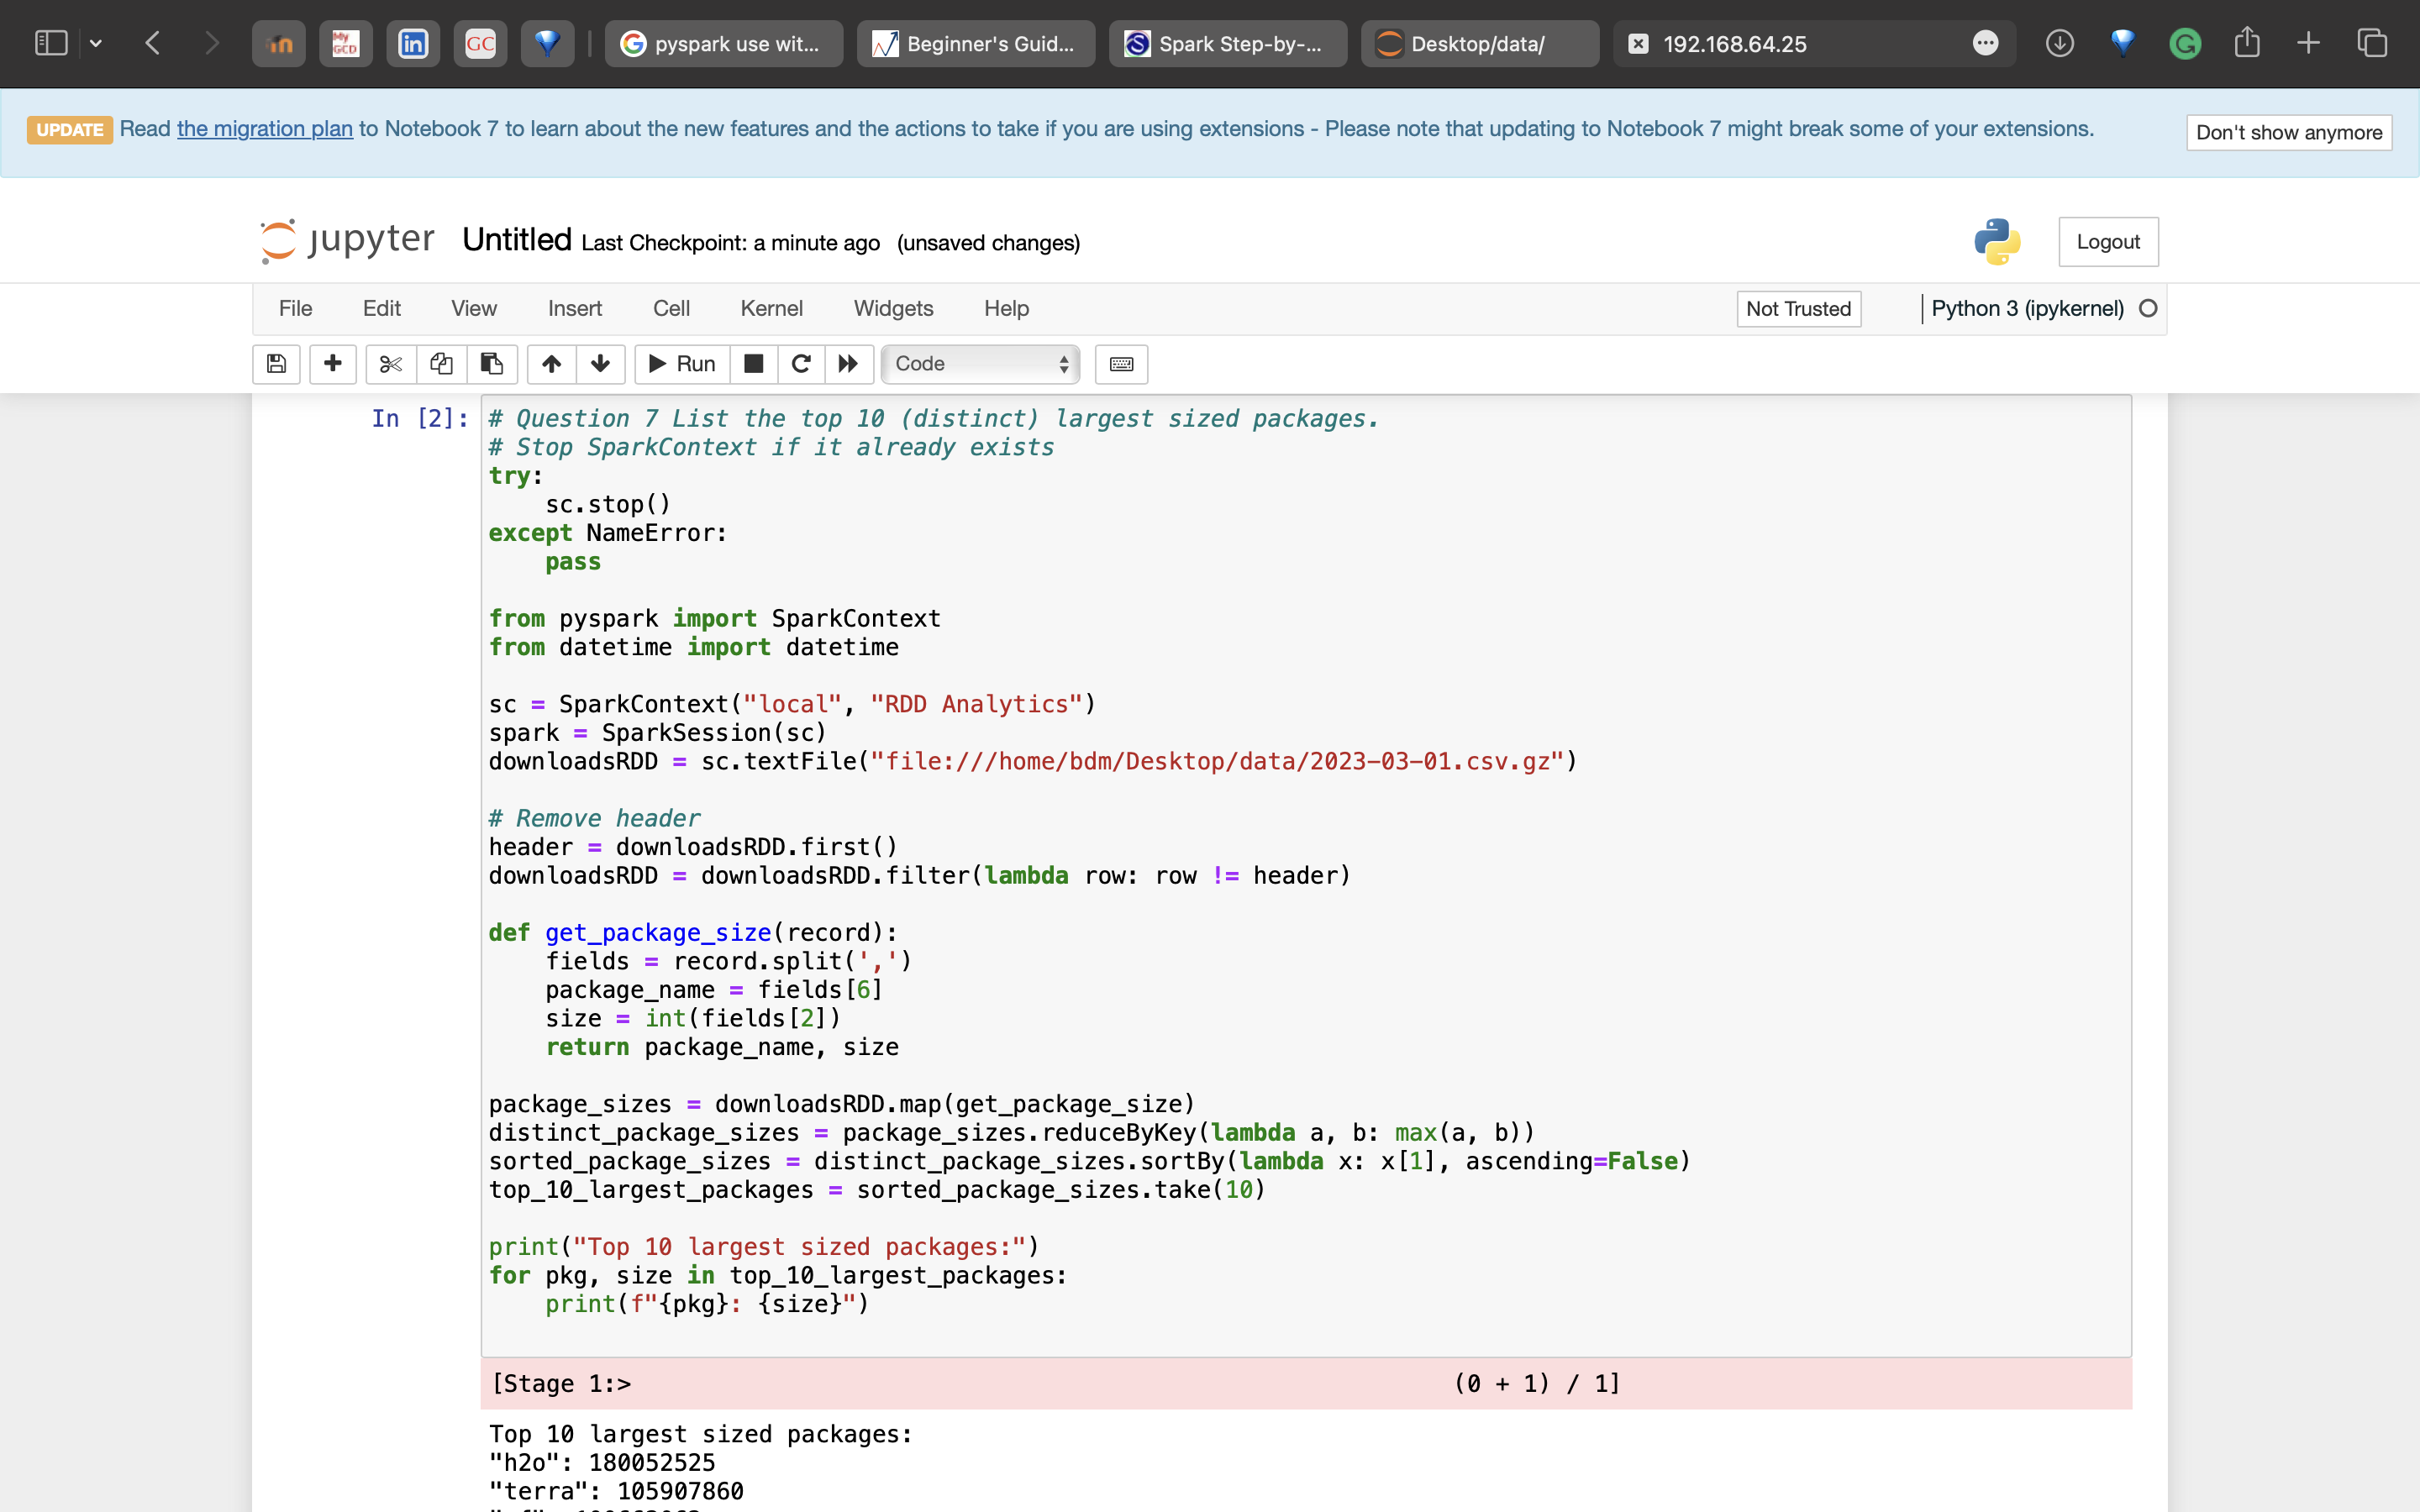 pyspark use wit...
Beginner's Guid...
Spark Step-by-...
Desktop/data/
192.168.64.25
My
GCD
in
GC
UPDATE Read the migration plan to Notebook 7 to learn about the new features and the actions to take if you are using extensions - Please note that updating to Notebook 7 might break some of your extensions.
Don't show anymore
jupyter Untitled Last Checkpoint: a minute ago (unsaved changes)
Logout
File Edit View Insert Cell Kernel Widgets Help
Not Trusted
Python 3 (ipykernel)
Run
Code
In [2]:
# Question 7 List the top 10 (distinct) largest sized packages.
# Stop SparkContext if it already exists
try:
    sc.stop()
except NameError:
    pass
from pyspark import SparkContext
from datetime import datetime
sc = SparkContext("local", "RDD Analytics")
spark = SparkSession(sc)
downloadsRDD = sc.textFile("file:///home/bdm/Desktop/data/2023-03-01.csv.gz")
# Remove header
header = downloadsRDD.first()
downloadsRDD = downloadsRDD.filter(lambda row: row != header)
def get_package_size(record):
    fields = record.split(',')
    package_name = fields[6]
    size = int(fields[2])
    return package_name, size
package_sizes = downloadsRDD.map(get_package_size)
distinct_package_sizes = package_sizes.reduceByKey(lambda a, b: max(a, b))
sorted_package_sizes = distinct_package_sizes.sortBy(lambda x: x[1], ascending=False)
top_10_largest_packages = sorted_package_sizes.take(10)
print("Top 10 largest sized packages:")
for pkg, size in top_10_largest_packages:
    print(f"{pkg}: {size}")
[Stage 1:> (0 + 1) / 1]
Top 10 largest sized packages:
"h2o": 180052525
"terra": 105907860